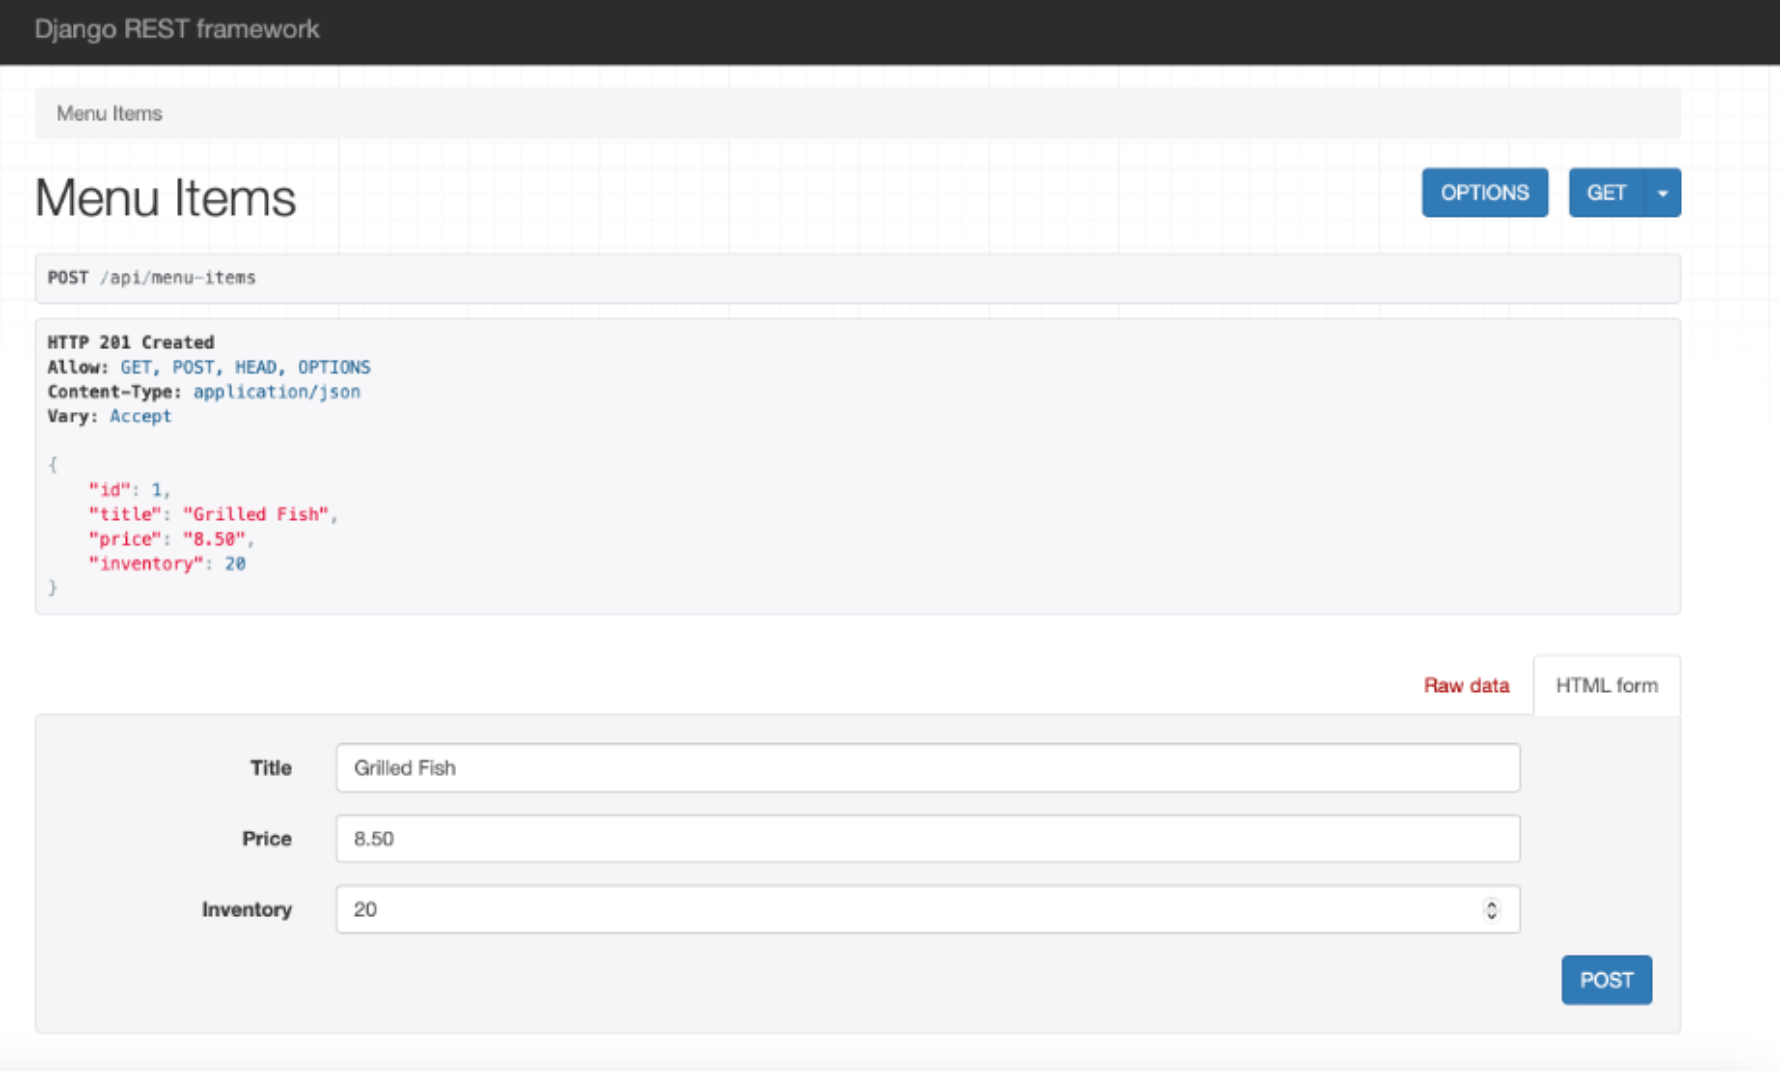 Django REST framework
Menu Items
Menu Items
OPTIONS
GET
POST /api/menu-items
HTTP 201 Created
Allow: GET, POST, HEAD, OPTIONS
Content-Type: application/json
Vary: Accept
{
    "id": 1,
    "title": "Grilled Fish",
    "price": "8.50",
    "inventory": 20
}
Raw data
HTML form
Title
Grilled Fish
Price
8.50
Inventory
20
POST